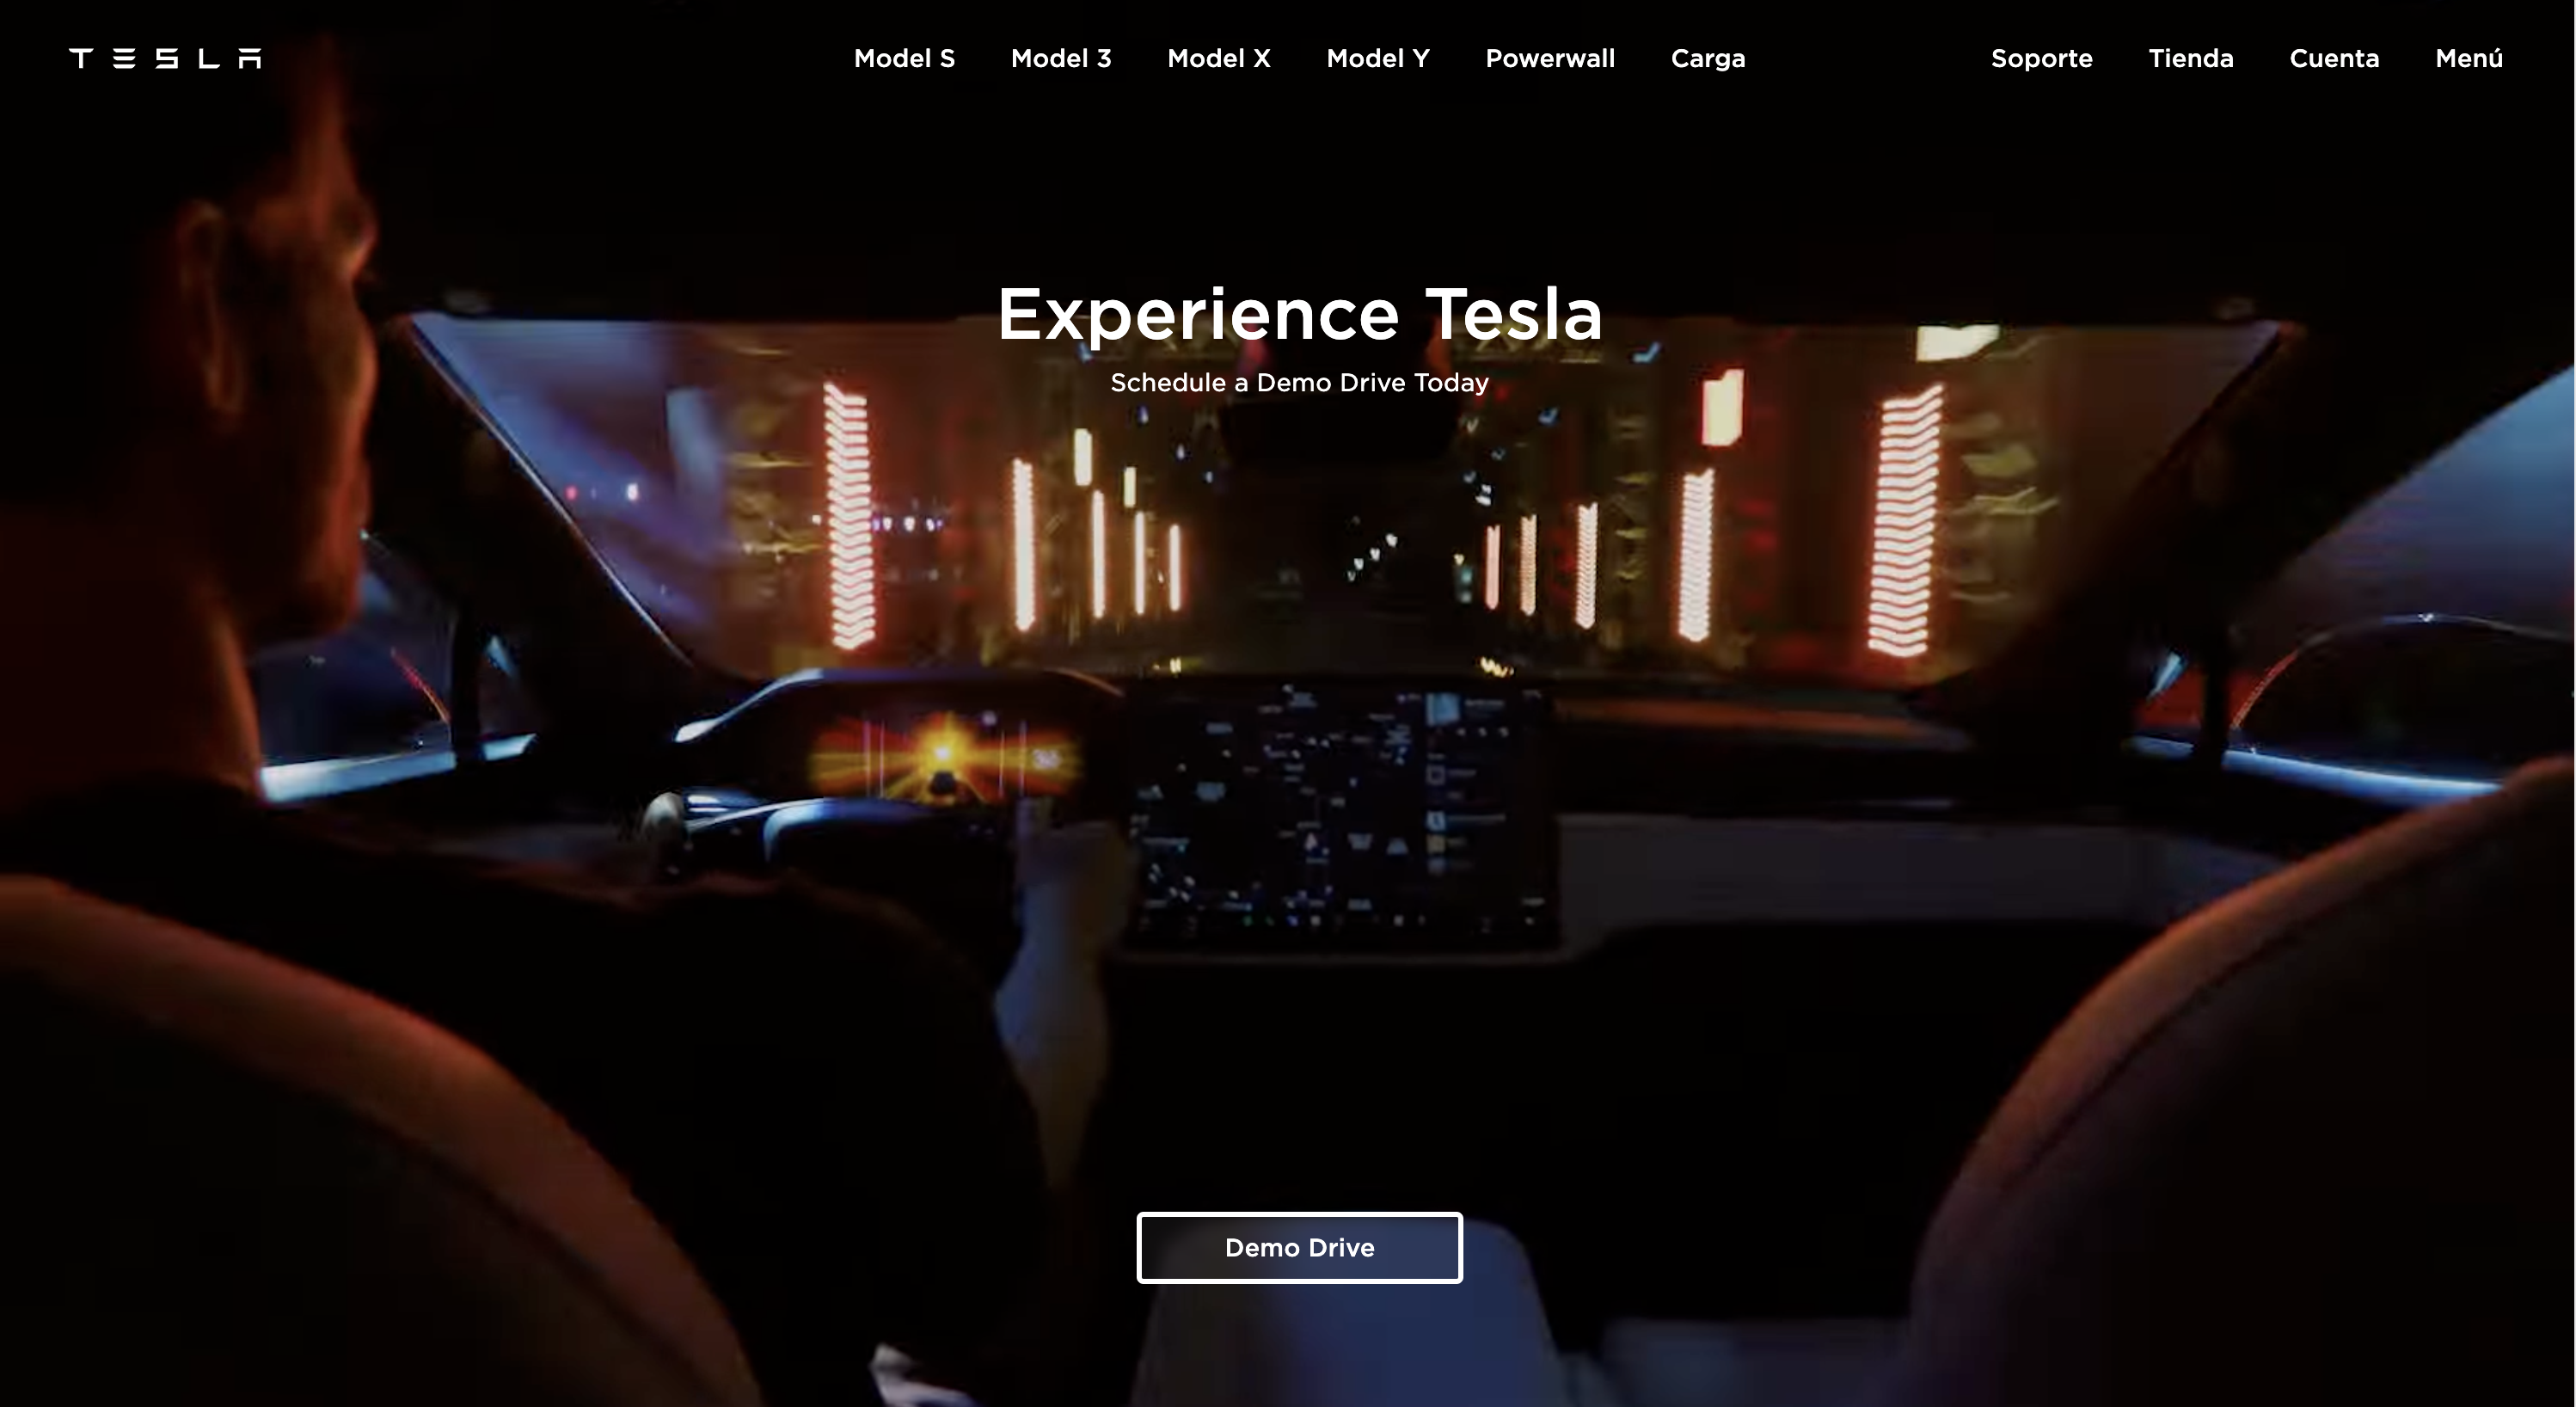 TESLA Model S Model 3 Model X Model Y Powerwall Carga Soporte Tienda Cuenta Menú
Experience Tesla
Schedule a Demo Drive Today
Demo Drive